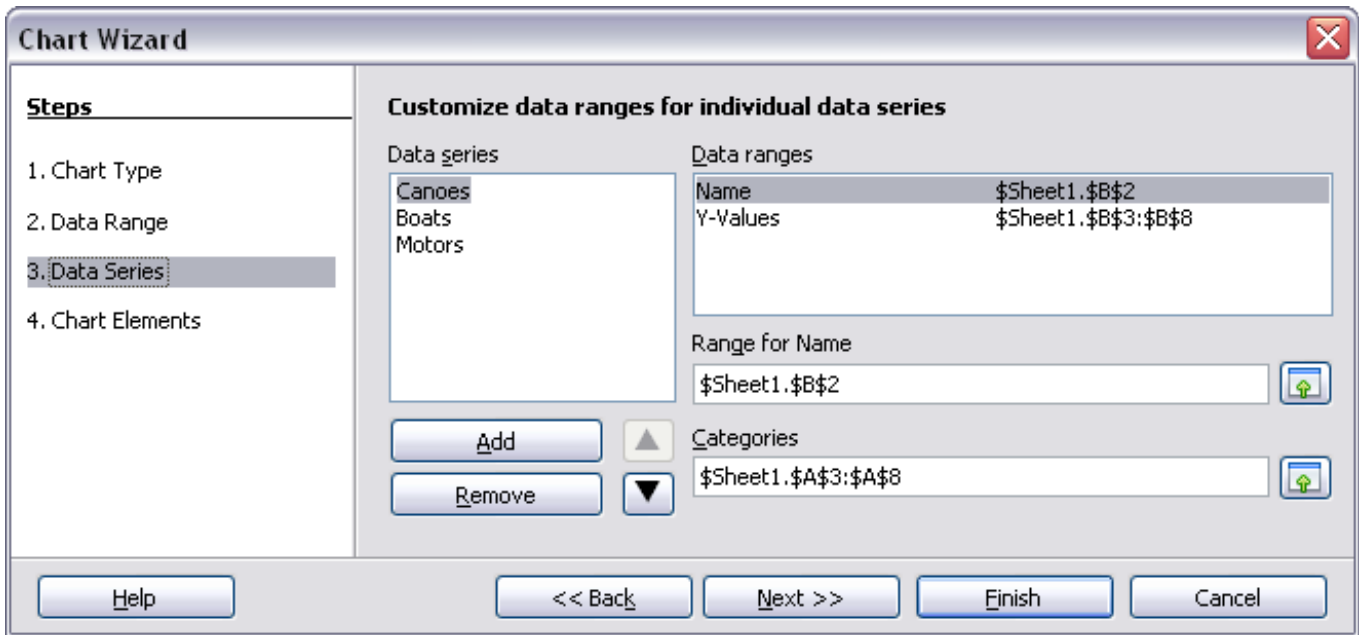 Chart Wizard
Steps
1. Chart Type
2. Data Range
3. Data Series
4. Chart Elements
Customize data ranges for individual data series
Data series
Canoes
Boats
Motors
Add
Remove
Data ranges
Name $Sheet1.$B$2
Y-Values $Sheet1.$B$3:$B$8
Range for Name
$Sheet1.$B$2
Categories
$Sheet1.$A$3:$A$8
Help
<< Back
Next >>
Finish
Cancel